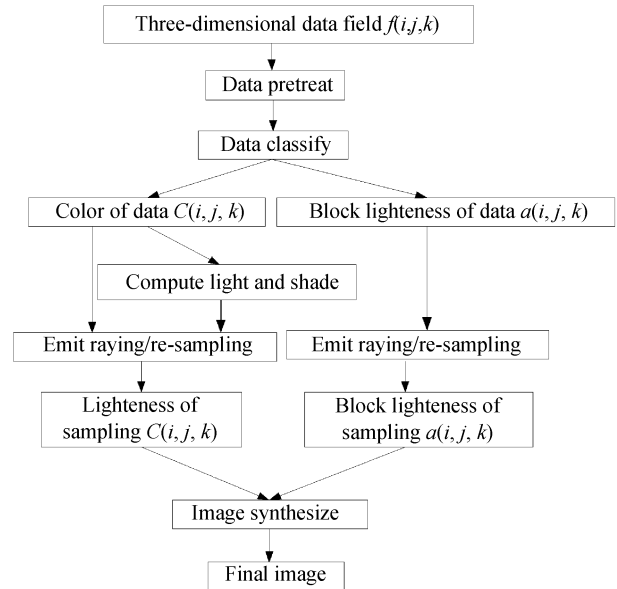 Three-dimensional data field f(i,j,k)
Data pretreat
Data classify
Color of data C(i, j, k)
Block lighteness of data a(i, j, k)
Compute light and shade
Emit raying/re-sampling
Emit raying/re-sampling
Lighteness of
sampling C(i, j, k)
Block lighteness of
sampling a(i, j, k)
Image synthesize
Final image